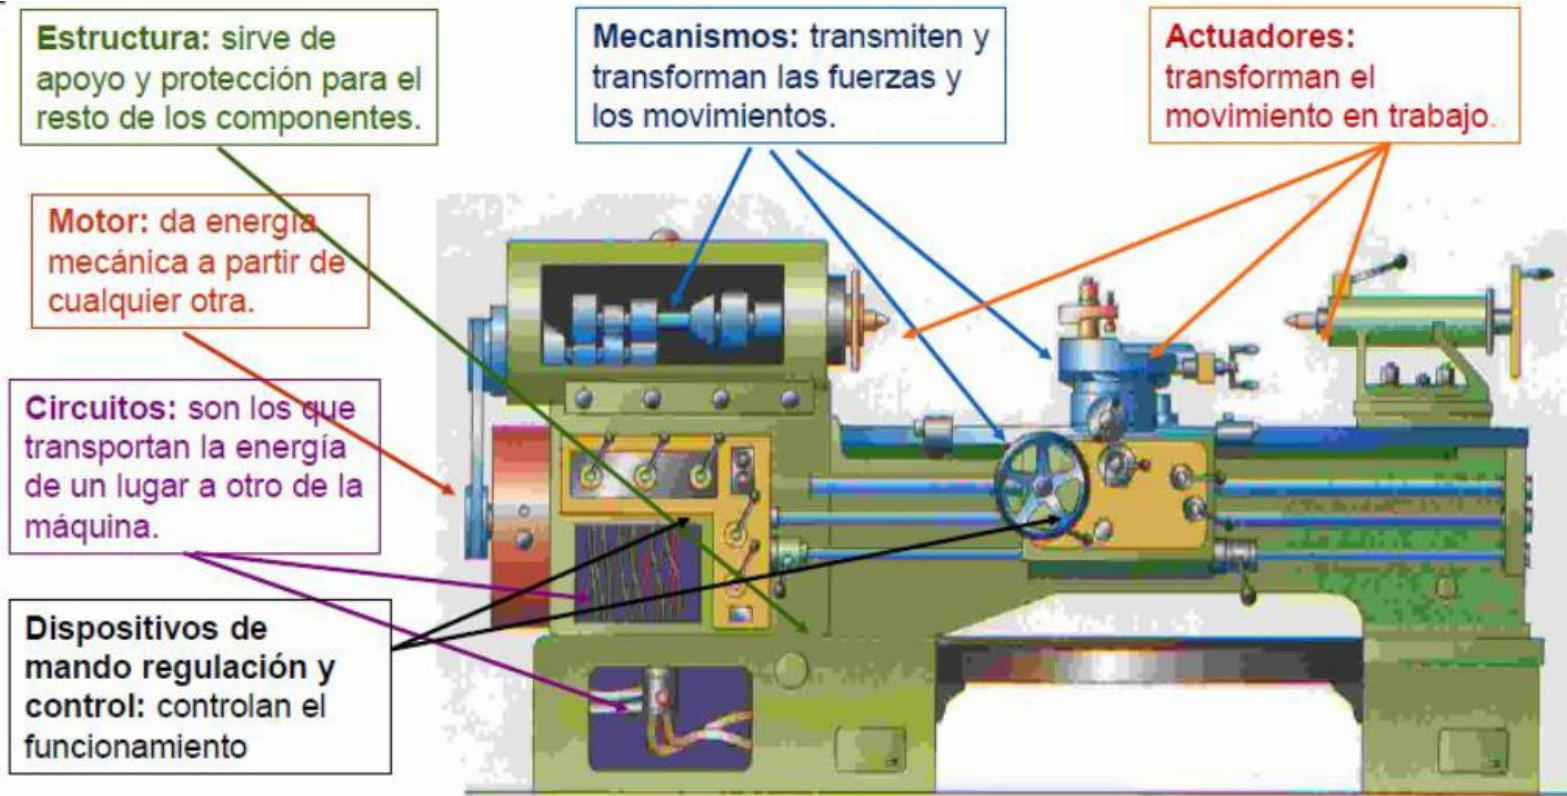 Estructura: sirve de
apoyo y protección para el
resto de los componentes.
Mecanismos: transmiten y
transforman las fuerzas y
los movimientos.
Actuadores:
transforman el
movimiento en trabajo.
Motor: da energía
mecánica a partir de
cualquier otra.
Circuitos: son los que
transportan la energía
de un lugar a otro de la
máquina.
Dispositivos de
mando regulación y
control: controlan el
funcionamiento